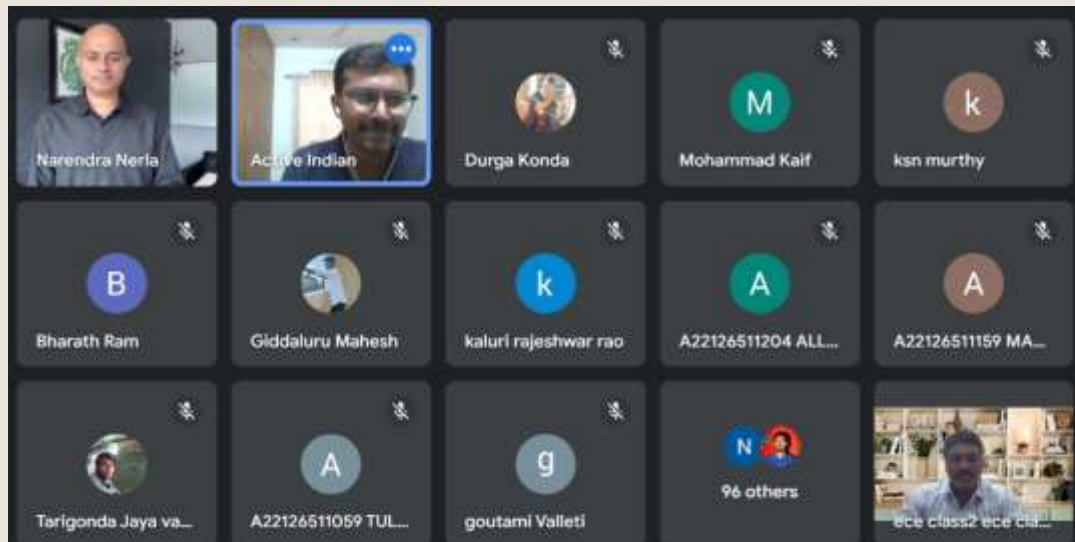 Narendra Nerla
Active Indian
Durga Konda
M
Mohammad Kaif
k
ksn murthy
B
Bharath Ram
Giddaluru Mahesh
k
kaluri rajeshwar rao
A
A22126511204 ALL...
A
A22126511159 MA...
Tarigonda Jaya va...
A
A22126511059 TUL...
g
goutami Valleti
N
96 others
ece class2 ece cla...